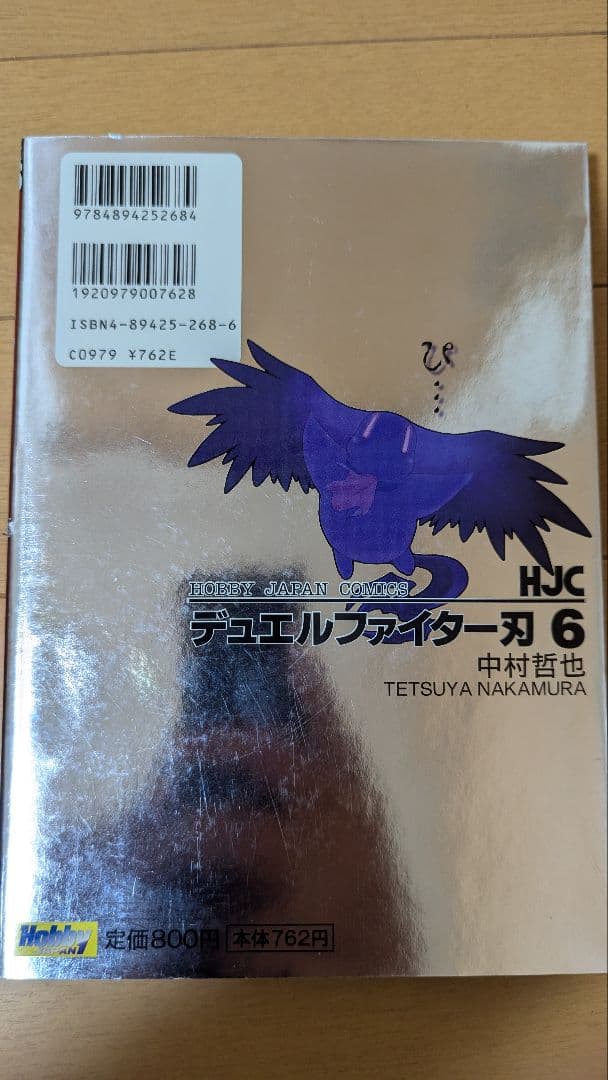 9784894252684
1920979007628
ISBN4-89425-268-6
C0979 ¥762E
ぴ…
HOBBY JAPAN COMICS
HJC
デュエルファイター刃 6
中村哲也
TETSUYA NAKAMURA
Hobby JAPAN
定価800円 本体762円